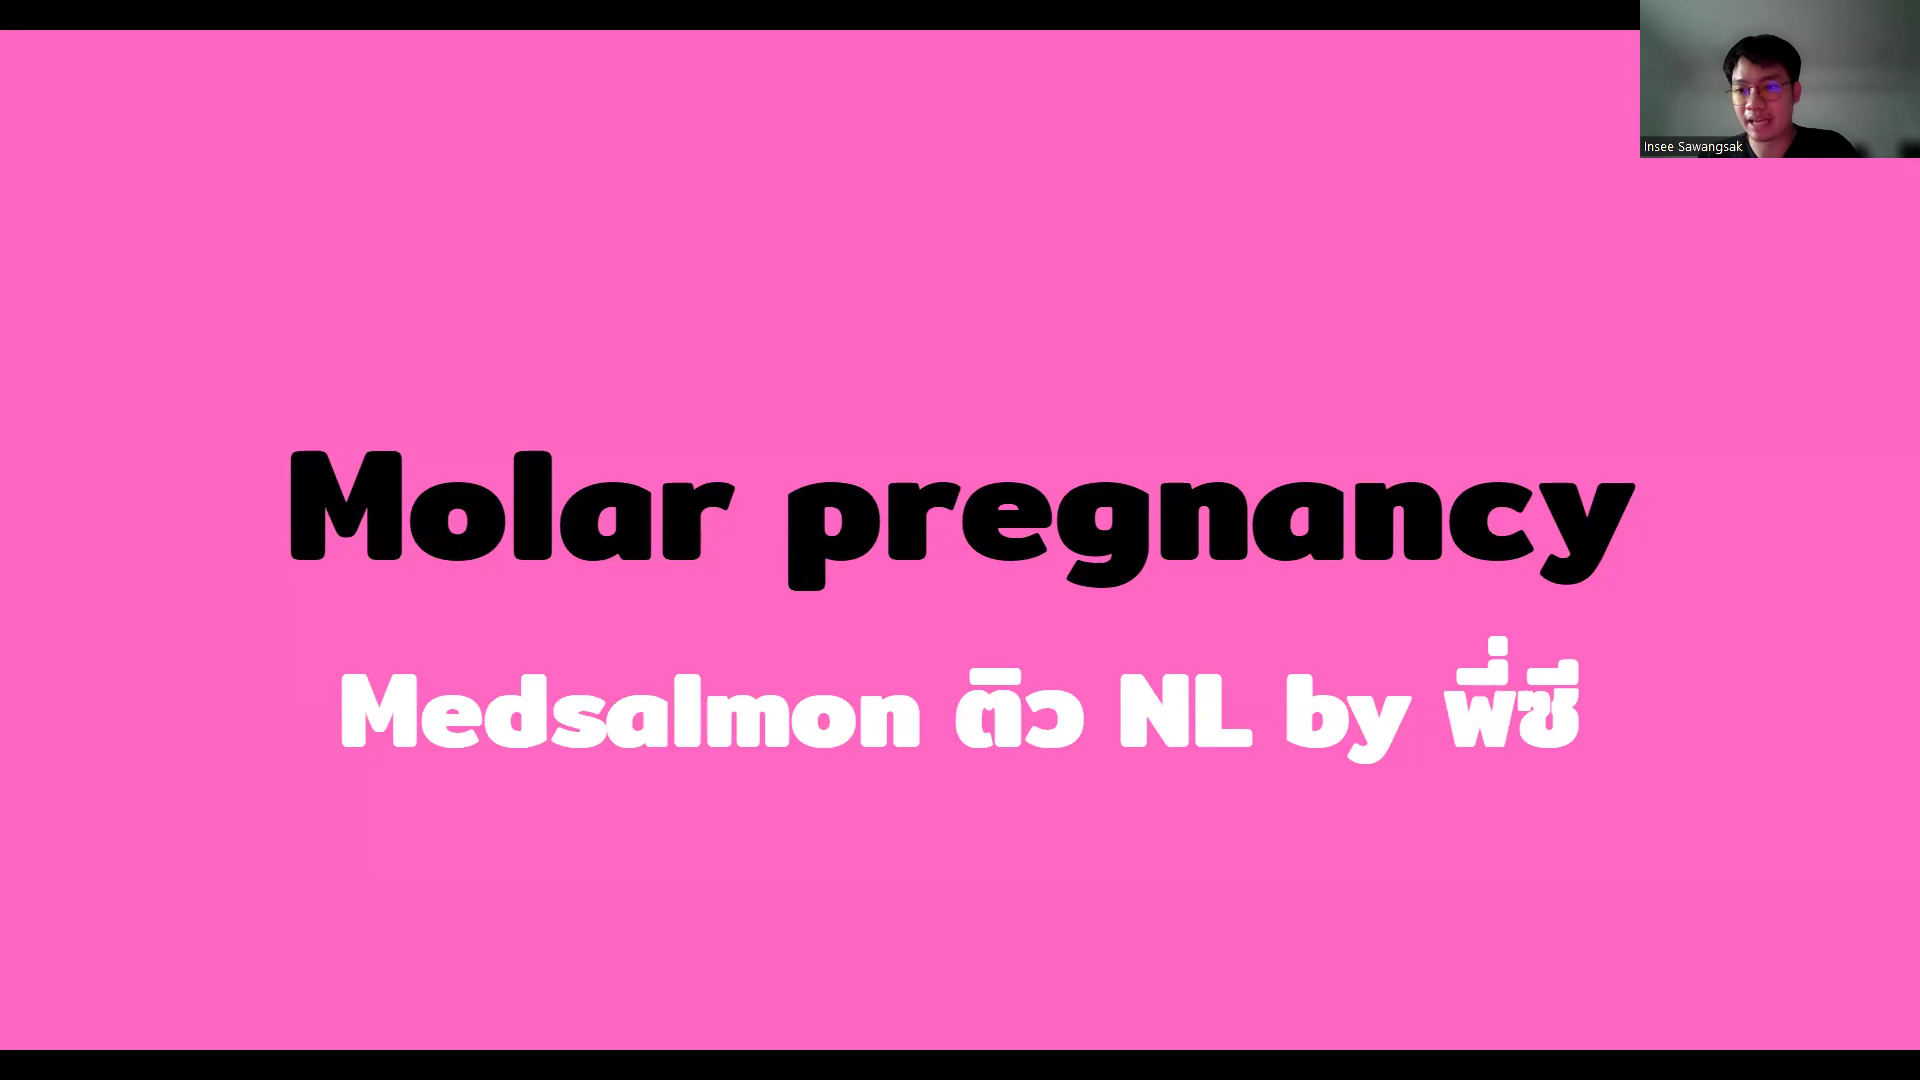 Insee Sawangsak
Molar pregnancy
Medsalmon ติว NL by พี่ซี